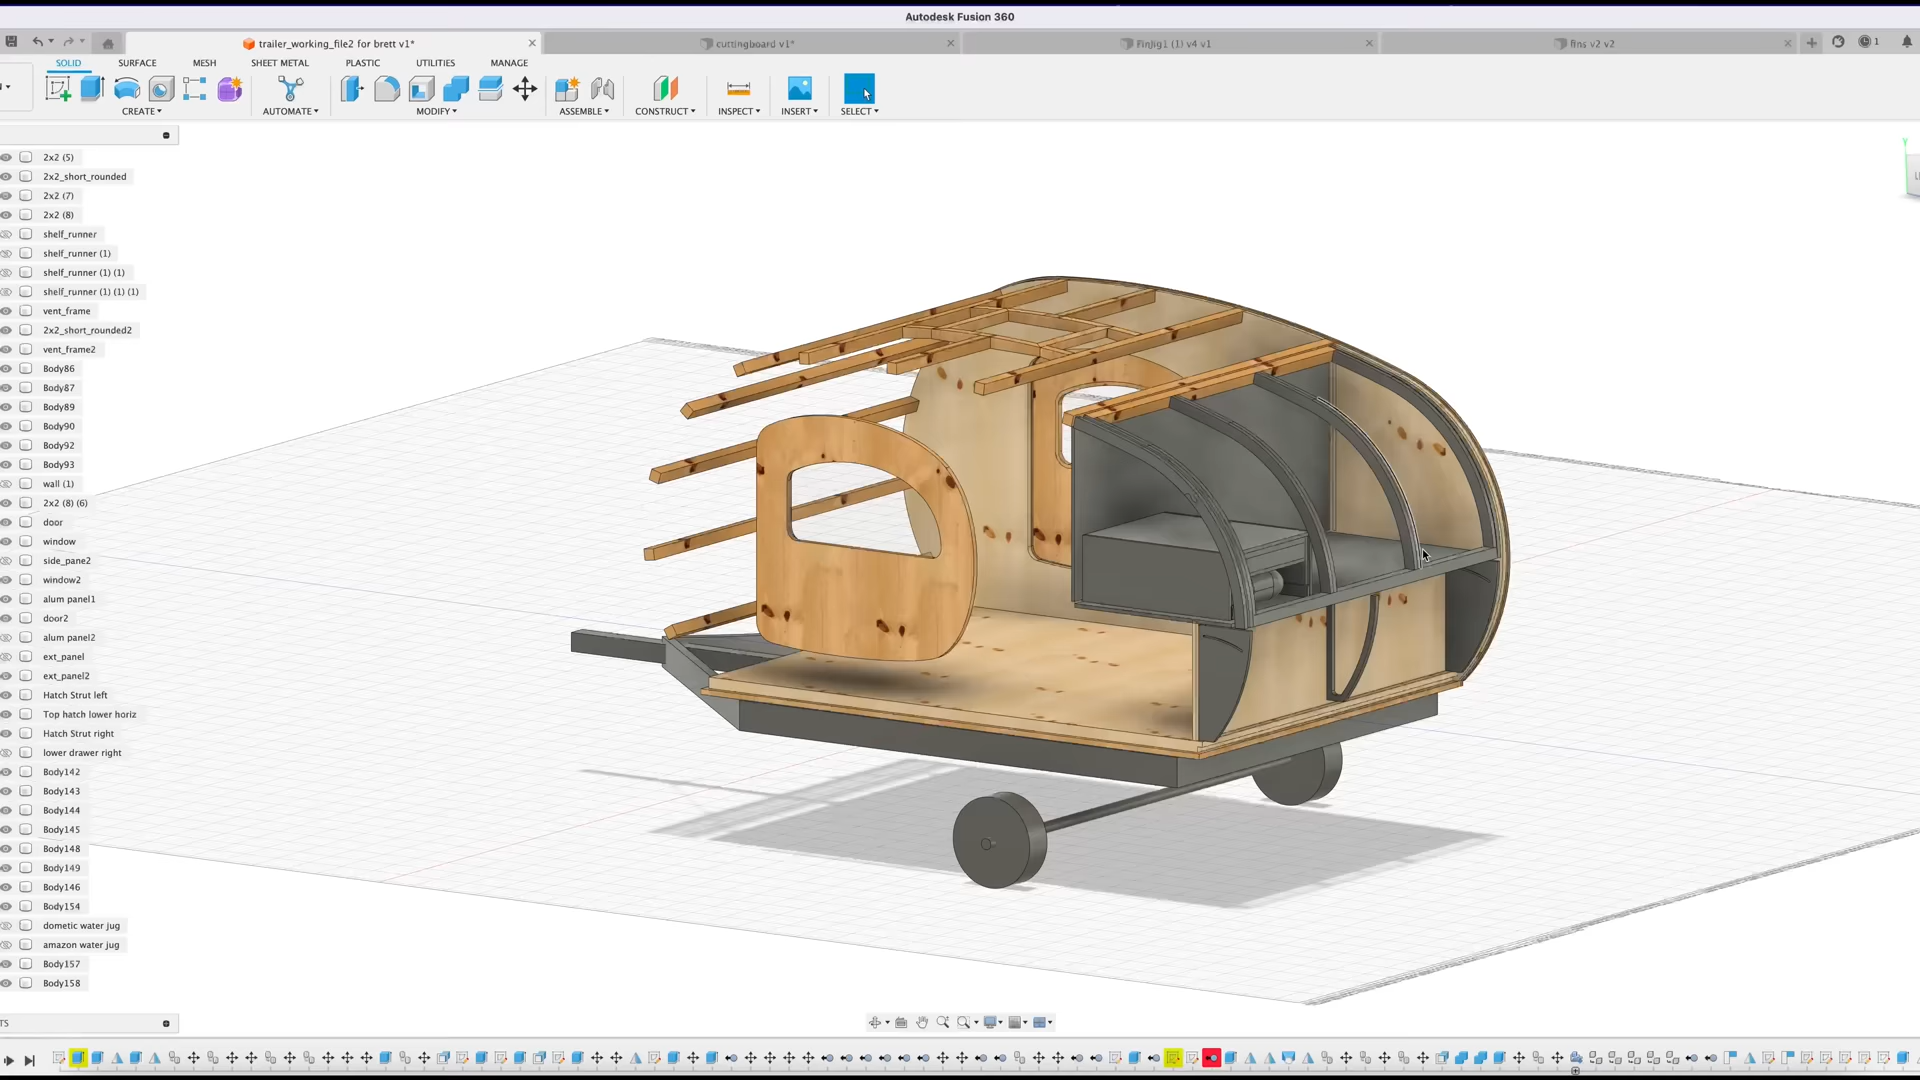 Autodesk Fusion 360
trailer_working_file2 for brett v1*
cuttingboard v1*
FinJig1 (1) v4 v1
fins v2 v2
1
SOLID
SURFACE
MESH
SHEET METAL
PLASTIC
UTILITIES
MANAGE
CREATE
AUTOMATE
MODIFY
ASSEMBLE
CONSTRUCT
INSPECT
INSERT
SELECT
2x2 (5)
2x2_short_rounded
2x2 (7)
2x2 (8)
shelf_runner
shelf_runner (1)
shelf_runner (1) (1)
shelf_runner (1) (1) (1)
vent_frame
2x2_short_rounded2
vent_frame2
Body86
Body87
Body89
Body90
Body92
Body93
wall (1)
2x2 (8) (6)
door
window
side_pane2
window2
alum panel1
door2
alum panel2
ext_panel
ext_panel2
Hatch Strut left
Top hatch lower horiz
Hatch Strut right
lower drawer right
Body142
Body143
Body144
Body145
Body148
Body149
Body146
Body154
dometic water jug
amazon water jug
Body157
Body158
TS